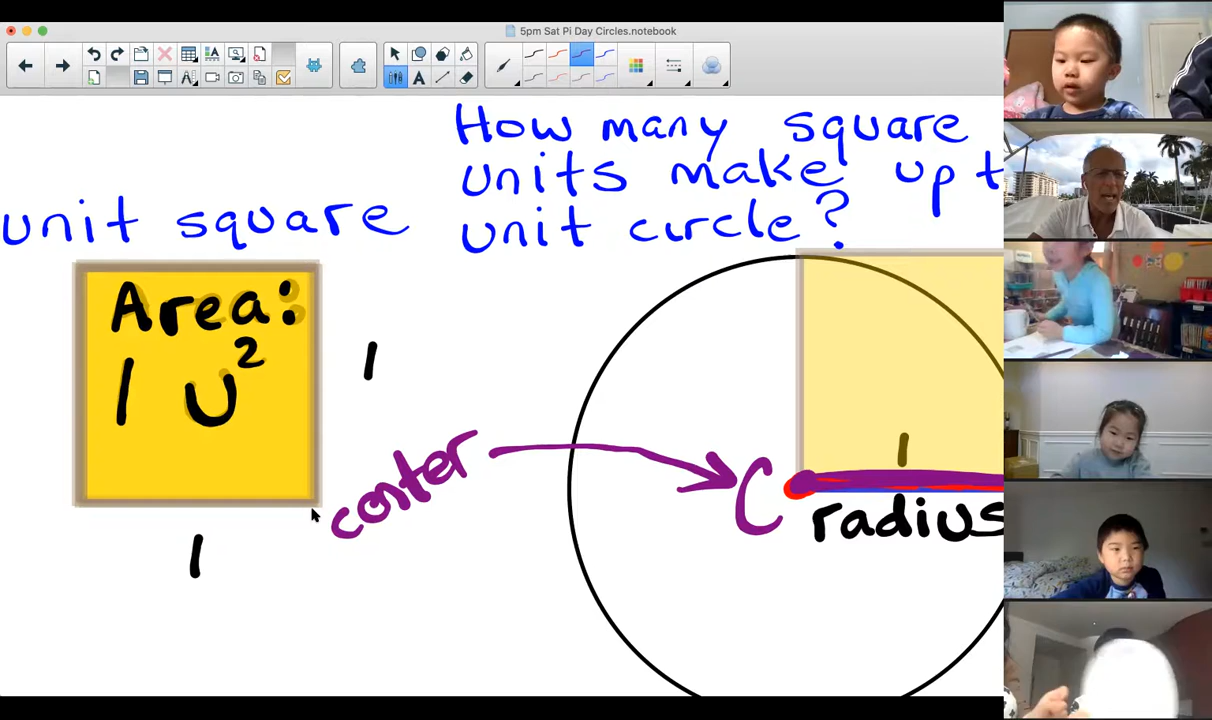 5pm Sat Pi Day Circles.notebook
How many square
units make up t
unit circle?
unit square
Area:
1 u²
1
1
center
C
1
radius